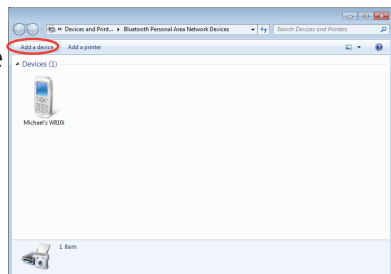 « Devices and Print... ▸ Bluetooth Personal Area Network Devices
Search Devices and Printers
Add a device
Add a printer
e
Devices (1)
Michael's W810i
1 item